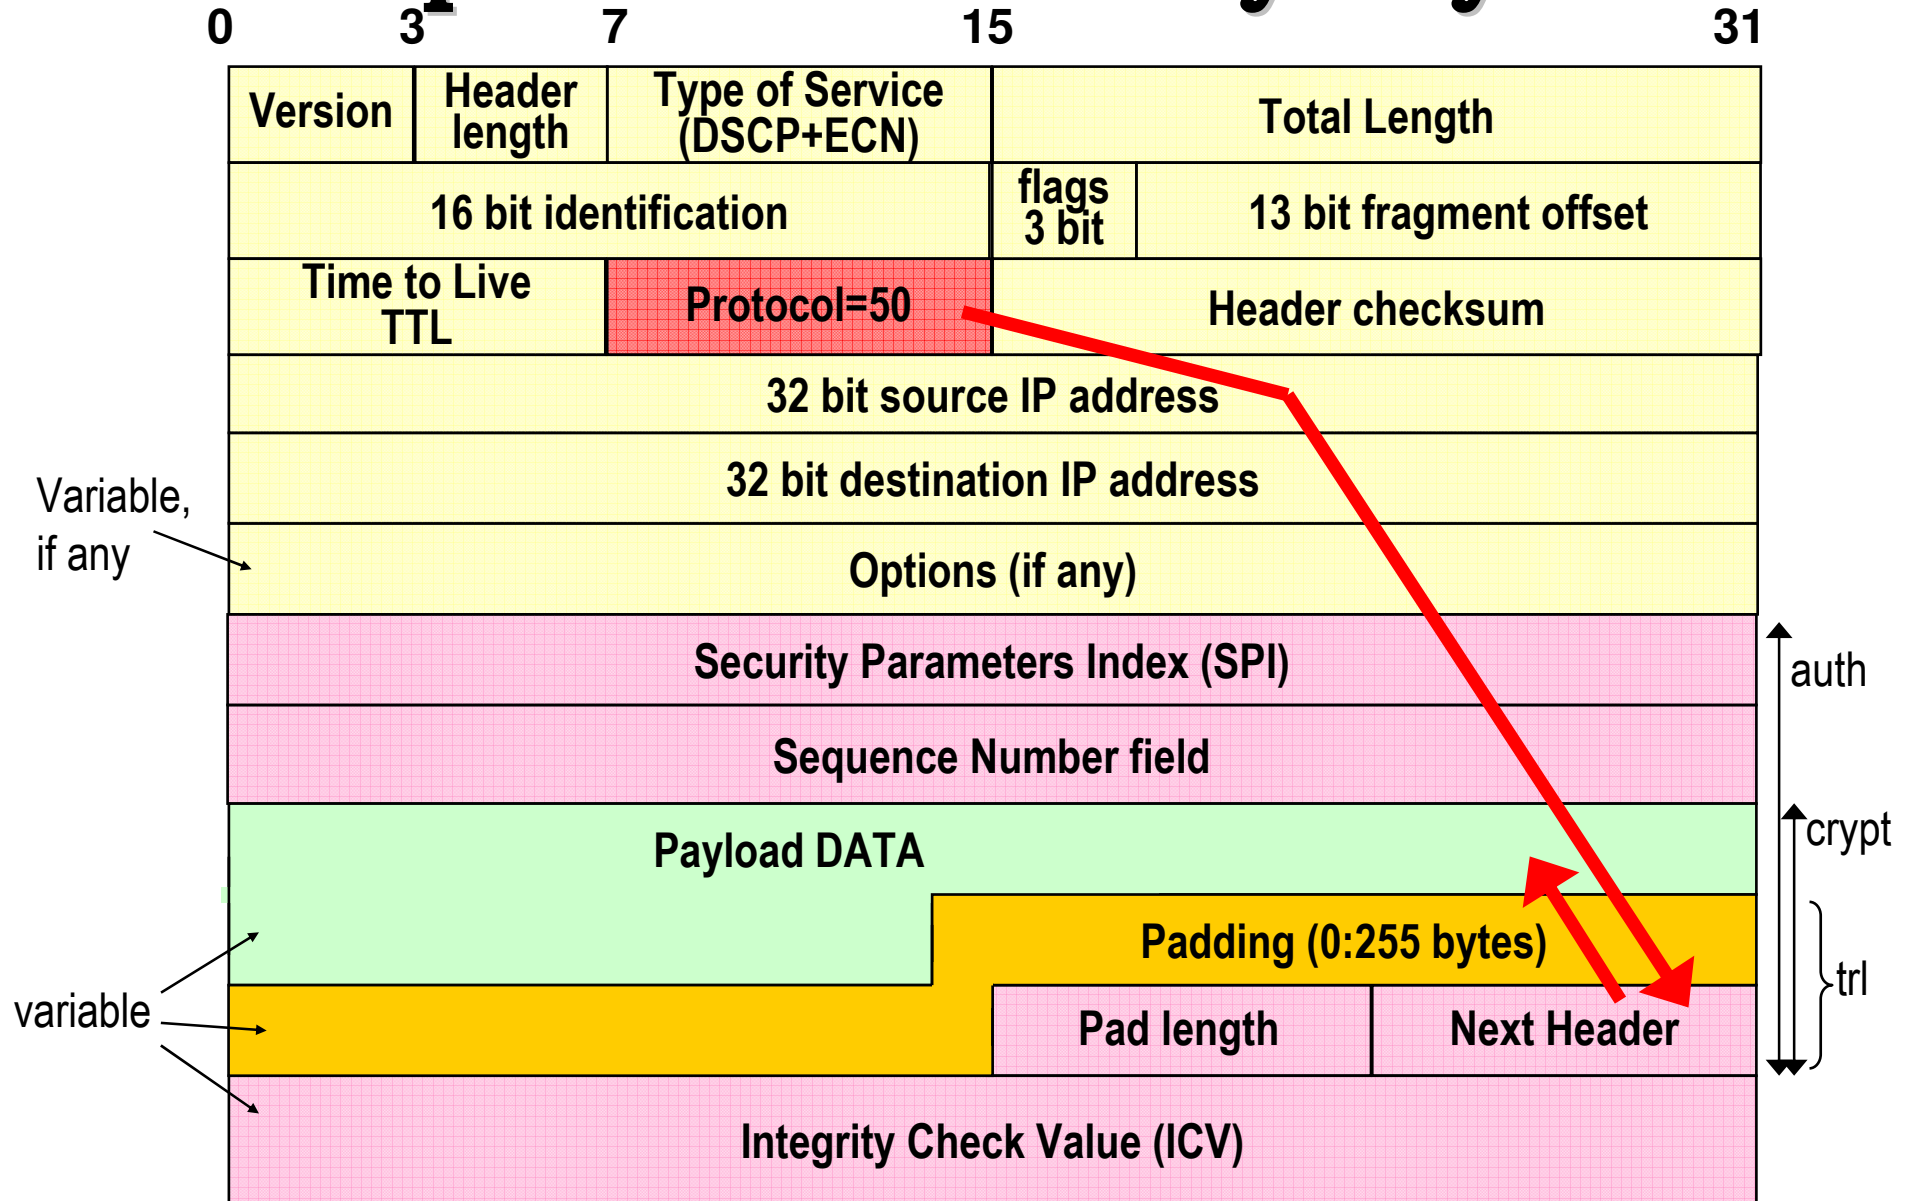 0 3 7 15 31
Version
Header
length
Type of Service
(DSCP+ECN)
Total Length
16 bit identification
flags
3 bit
13 bit fragment offset
Time to Live
TTL
Protocol=50
Header checksum
32 bit source IP address
32 bit destination IP address
Variable,
if any
Options (if any)
Security Parameters Index (SPI)
auth
Sequence Number field
Payload DATA
crypt
Padding (0:255 bytes)
trl
variable
Pad length
Next Header
Integrity Check Value (ICV)